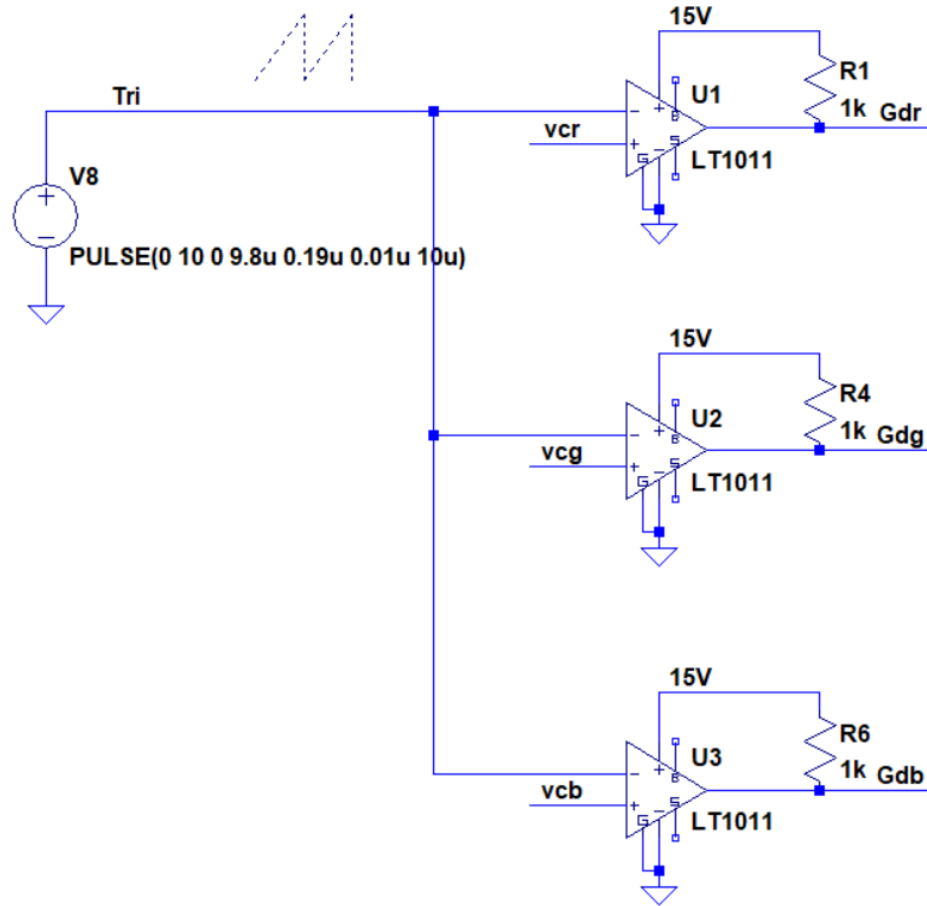 15V
R1
1k
Tri
U1
+
B
-
vcr
+
G
-
S
Gdr
LT1011
V8
+
-
PULSE(0 10 0 9.8u 0.19u 0.01u 10u)
15V
R4
1k
U2
+
B
-
vcg
+
G
-
S
Gdg
LT1011
15V
R6
1k
U3
+
B
-
vcb
+
G
-
S
Gdb
LT1011